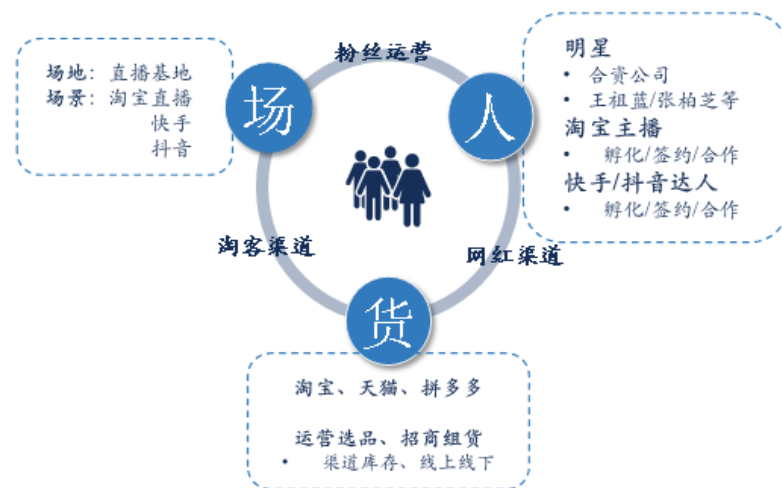 粉丝运营
场地：直播基地
场景：淘宝直播
快手
抖音
场
人
明星
• 合资公司
• 王祖蓝/张柏芝等
淘宝主播
• 孵化/签约/合作
快手/抖音达人
• 孵化/签约/合作
淘客渠道
网红渠道
货
淘宝、天猫、拼多多
运营选品、招商组货
• 渠道库存、线上线下